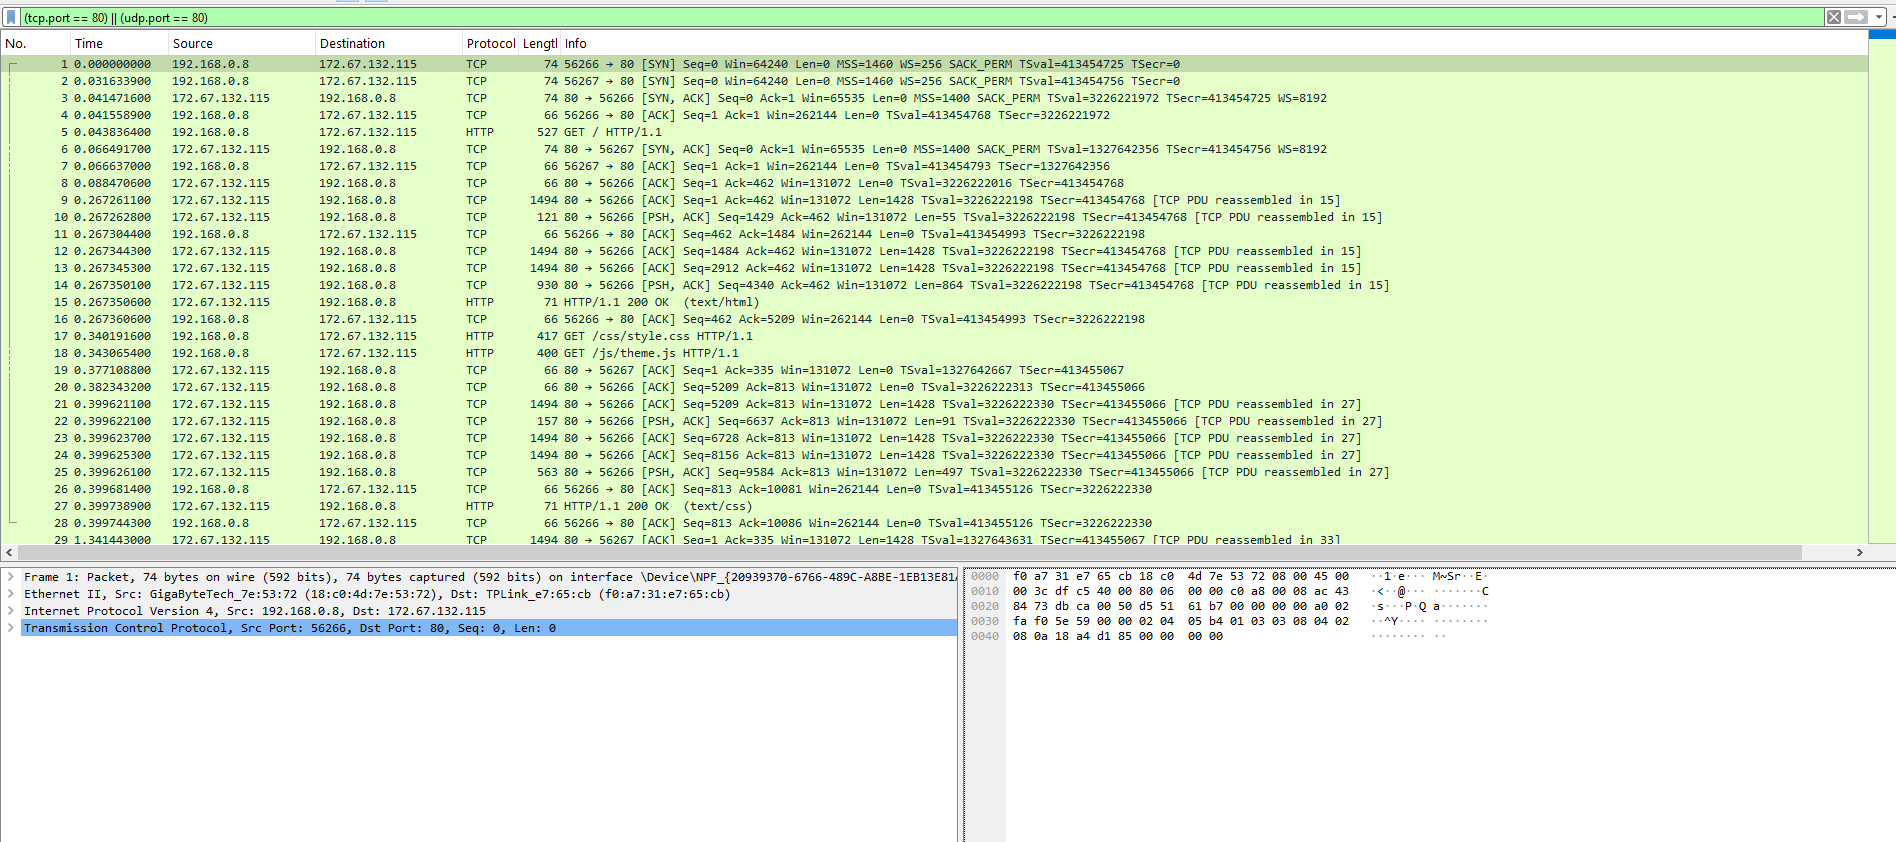 (tcp.port == 80) || (udp.port == 80)
No. Time Source Destination Protocol Lengtl Info
1 0.000000000 192.168.0.8 172.67.132.115 TCP 74 56266 → 80 [SYN] Seq=0 Win=64240 Len=0 MSS=1460 WS=256 SACK_PERM TSval=413454725 TSecr=0
2 0.031633900 192.168.0.8 172.67.132.115 TCP 74 56267 → 80 [SYN] Seq=0 Win=64240 Len=0 MSS=1460 WS=256 SACK_PERM TSval=413454756 TSecr=0
3 0.041471600 172.67.132.115 192.168.0.8 TCP 74 80 → 56266 [SYN, ACK] Seq=0 Ack=1 Win=65535 Len=0 MSS=1400 SACK_PERM TSval=3226221972 TSecr=413454725 WS=8192
4 0.041558900 192.168.0.8 172.67.132.115 TCP 66 56266 → 80 [ACK] Seq=1 Ack=1 Win=262144 Len=0 TSval=413454768 TSecr=3226221972
5 0.043836400 192.168.0.8 172.67.132.115 HTTP 527 GET / HTTP/1.1
6 0.066491700 172.67.132.115 192.168.0.8 TCP 74 80 → 56267 [SYN, ACK] Seq=0 Ack=1 Win=65535 Len=0 MSS=1400 SACK_PERM TSval=1327642356 TSecr=413454756 WS=8192
7 0.066637000 192.168.0.8 172.67.132.115 TCP 66 56267 → 80 [ACK] Seq=1 Ack=1 Win=262144 Len=0 TSval=413454793 TSecr=1327642356
8 0.088470600 172.67.132.115 192.168.0.8 TCP 66 80 → 56266 [ACK] Seq=1 Ack=462 Win=131072 Len=0 TSval=3226222016 TSecr=413454768
9 0.267261100 172.67.132.115 192.168.0.8 TCP 1494 80 → 56266 [ACK] Seq=1 Ack=462 Win=131072 Len=1428 TSval=3226222198 TSecr=413454768 [TCP PDU reassembled in 15]
10 0.267262800 172.67.132.115 192.168.0.8 TCP 121 80 → 56266 [PSH, ACK] Seq=1429 Ack=462 Win=131072 Len=55 TSval=3226222198 TSecr=413454768 [TCP PDU reassembled in 15]
11 0.267304400 192.168.0.8 172.67.132.115 TCP 66 56266 → 80 [ACK] Seq=462 Ack=1484 Win=262144 Len=0 TSval=413454993 TSecr=3226222198
12 0.267344300 172.67.132.115 192.168.0.8 TCP 1494 80 → 56266 [ACK] Seq=1484 Ack=462 Win=131072 Len=1428 TSval=3226222198 TSecr=413454768 [TCP PDU reassembled in 15]
13 0.267345300 172.67.132.115 192.168.0.8 TCP 1494 80 → 56266 [ACK] Seq=2912 Ack=462 Win=131072 Len=1428 TSval=3226222198 TSecr=413454768 [TCP PDU reassembled in 15]
14 0.267350100 172.67.132.115 192.168.0.8 TCP 930 80 → 56266 [PSH, ACK] Seq=4340 Ack=462 Win=131072 Len=864 TSval=3226222198 TSecr=413454768 [TCP PDU reassembled in 15]
15 0.267350600 172.67.132.115 192.168.0.8 HTTP 71 HTTP/1.1 200 OK (text/html)
16 0.267360600 192.168.0.8 172.67.132.115 TCP 66 56266 → 80 [ACK] Seq=462 Ack=5209 Win=262144 Len=0 TSval=413454993 TSecr=3226222198
17 0.340191600 192.168.0.8 172.67.132.115 HTTP 417 GET /css/style.css HTTP/1.1
18 0.343065400 192.168.0.8 172.67.132.115 HTTP 400 GET /js/theme.js HTTP/1.1
19 0.377108800 172.67.132.115 192.168.0.8 TCP 66 80 → 56267 [ACK] Seq=1 Ack=335 Win=131072 Len=0 TSval=1327642667 TSecr=413455067
20 0.382343200 172.67.132.115 192.168.0.8 TCP 66 80 → 56266 [ACK] Seq=5209 Ack=813 Win=131072 Len=0 TSval=3226222313 TSecr=413455066
21 0.399621100 172.67.132.115 192.168.0.8 TCP 1494 80 → 56266 [ACK] Seq=5209 Ack=813 Win=131072 Len=1428 TSval=3226222330 TSecr=413455066 [TCP PDU reassembled in 27]
22 0.399622100 172.67.132.115 192.168.0.8 TCP 157 80 → 56266 [PSH, ACK] Seq=6637 Ack=813 Win=131072 Len=91 TSval=3226222330 TSecr=413455066 [TCP PDU reassembled in 27]
23 0.399623700 172.67.132.115 192.168.0.8 TCP 1494 80 → 56266 [ACK] Seq=6728 Ack=813 Win=131072 Len=1428 TSval=3226222330 TSecr=413455066 [TCP PDU reassembled in 27]
24 0.399625300 172.67.132.115 192.168.0.8 TCP 1494 80 → 56266 [ACK] Seq=8156 Ack=813 Win=131072 Len=1428 TSval=3226222330 TSecr=413455066 [TCP PDU reassembled in 27]
25 0.399626100 172.67.132.115 192.168.0.8 TCP 563 80 → 56266 [PSH, ACK] Seq=9584 Ack=813 Win=131072 Len=497 TSval=3226222330 TSecr=413455066 [TCP PDU reassembled in 27]
26 0.399681400 192.168.0.8 172.67.132.115 TCP 66 56266 → 80 [ACK] Seq=813 Ack=10081 Win=262144 Len=0 TSval=413455126 TSecr=3226222330
27 0.399738900 172.67.132.115 192.168.0.8 HTTP 71 HTTP/1.1 200 OK (text/css)
28 0.399744300 192.168.0.8 172.67.132.115 TCP 66 56266 → 80 [ACK] Seq=813 Ack=10086 Win=262144 Len=0 TSval=413455126 TSecr=3226222330
29 1.341443000 172.67.132.115 192.168.0.8 TCP 1494 80 → 56267 [ACK] Seq=1 Ack=335 Win=131072 Len=1428 TSval=1327643631 TSecr=413455067 [TCP PDU reassembled in 33]
Frame 1: Packet, 74 bytes on wire (592 bits), 74 bytes captured (592 bits) on interface \Device\NPF_{20939370-6766-489C-A8BE-1EB13E81A
Ethernet II, Src: GigaByteTech_7e:53:72 (18:c0:4d:7e:53:72), Dst: TPLink_e7:65:cb (f0:a7:31:e7:65:cb)
Internet Protocol Version 4, Src: 192.168.0.8, Dst: 172.67.132.115
Transmission Control Protocol, Src Port: 56266, Dst Port: 80, Seq: 0, Len: 0
0000 f0 a7 31 e7 65 cb 18 c0 4d 7e 53 72 08 00 45 00 ··1·e··· M~Sr··E·
0010 00 3c df c5 40 00 80 06 00 00 c0 a8 00 08 ac 43 ·<··@··· ·······C
0020 84 73 db ca 00 50 d5 51 61 b7 00 00 00 00 a0 02 ·s···P·Q a·······
0030 fa f0 5e 59 00 00 02 04 05 b4 01 03 03 08 04 02 ··^Y···· ········
0040 08 0a 18 a4 d1 85 00 00 00 00 ········ ··